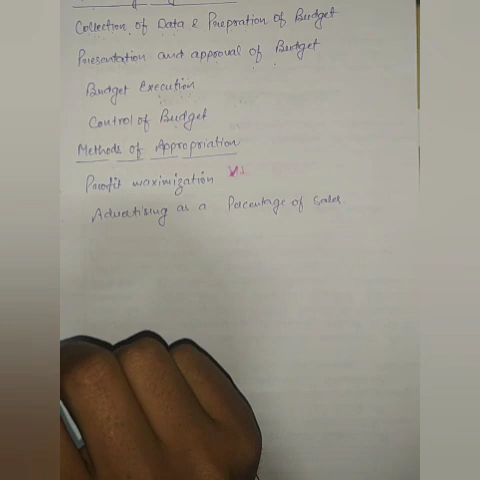 Collection of Data & Prepration of Budget
Presentation and approval of Budget
Budget Execution
Control of Budget
Methods of Appropriation
Profit maximization
Advertising as a Pacentage of Sales